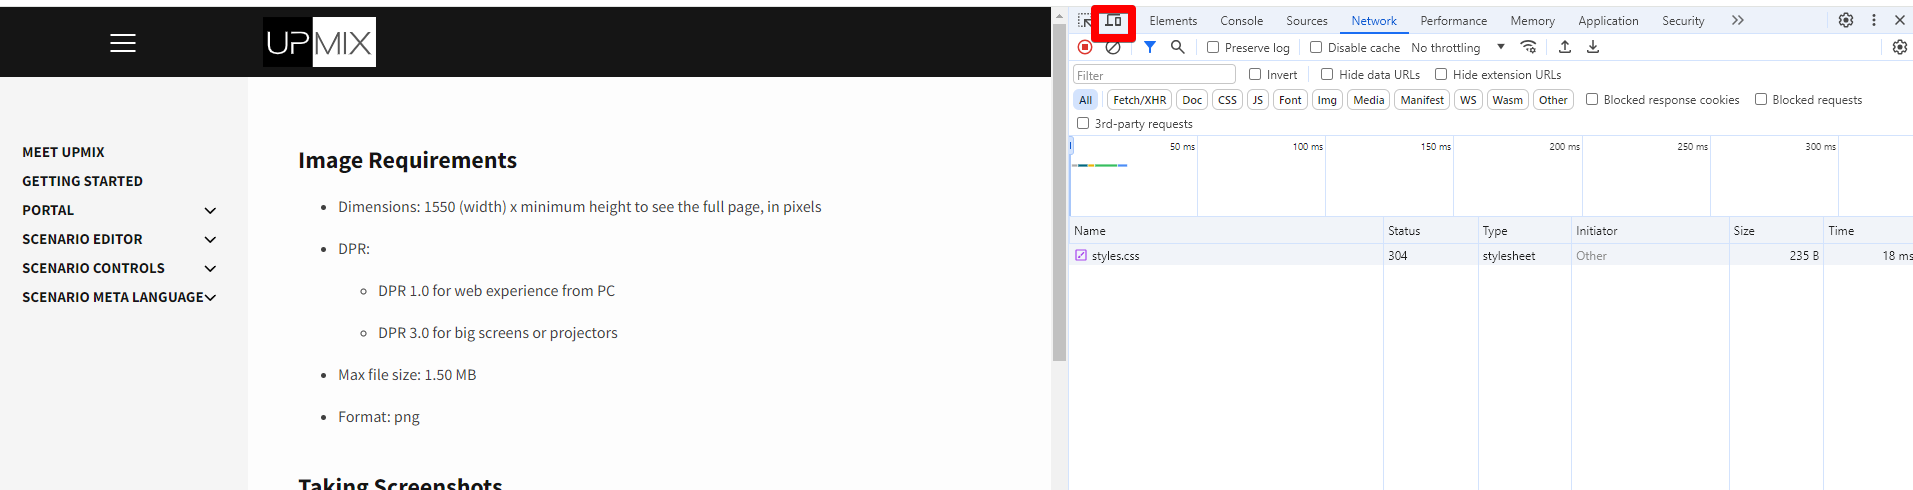 UPMIX
MEET UPMIX
GETTING STARTED
PORTAL
SCENARIO EDITOR
SCENARIO CONTROLS
SCENARIO META LANGUAGE
Image Requirements
• Dimensions: 1550 (width) x minimum height to see the full page, in pixels
• DPR:
◦ DPR 1.0 for web experience from PC
◦ DPR 3.0 for big screens or projectors
• Max file size: 1.50 MB
• Format: png
Taking Screenshots
Elements Console Sources Network Performance Memory Application Security
Preserve log Disable cache No throttling
Filter Invert Hide data URLs Hide extension URLs
All Fetch/XHR Doc CSS JS Font Img Media Manifest WS Wasm Other Blocked response cookies Blocked requests
3rd-party requests
50 ms 100 ms 150 ms 200 ms 250 ms 300 ms
Name Status Type Initiator Size Time
styles.css 304 stylesheet Other 235 B 18 ms